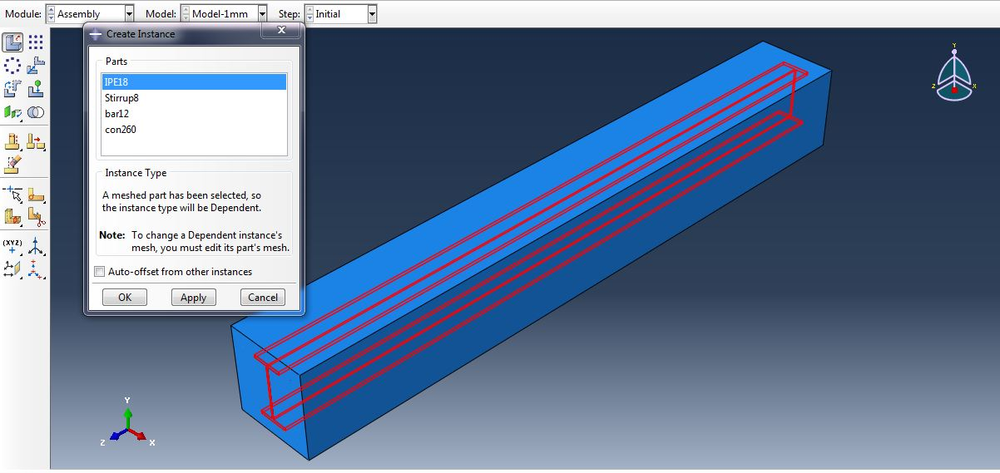 Module: Assembly Model: Model-1mm Step: Initial
Create Instance
Parts
IPE18
Stirrup8
bar12
con260
Instance Type
A meshed part has been selected, so
the instance type will be Dependent.
Note: To change a Dependent instance's
mesh, you must edit its part's mesh.
Auto-offset from other instances
OK Apply Cancel
(XYZ)
Y
Z X
Y
Z X